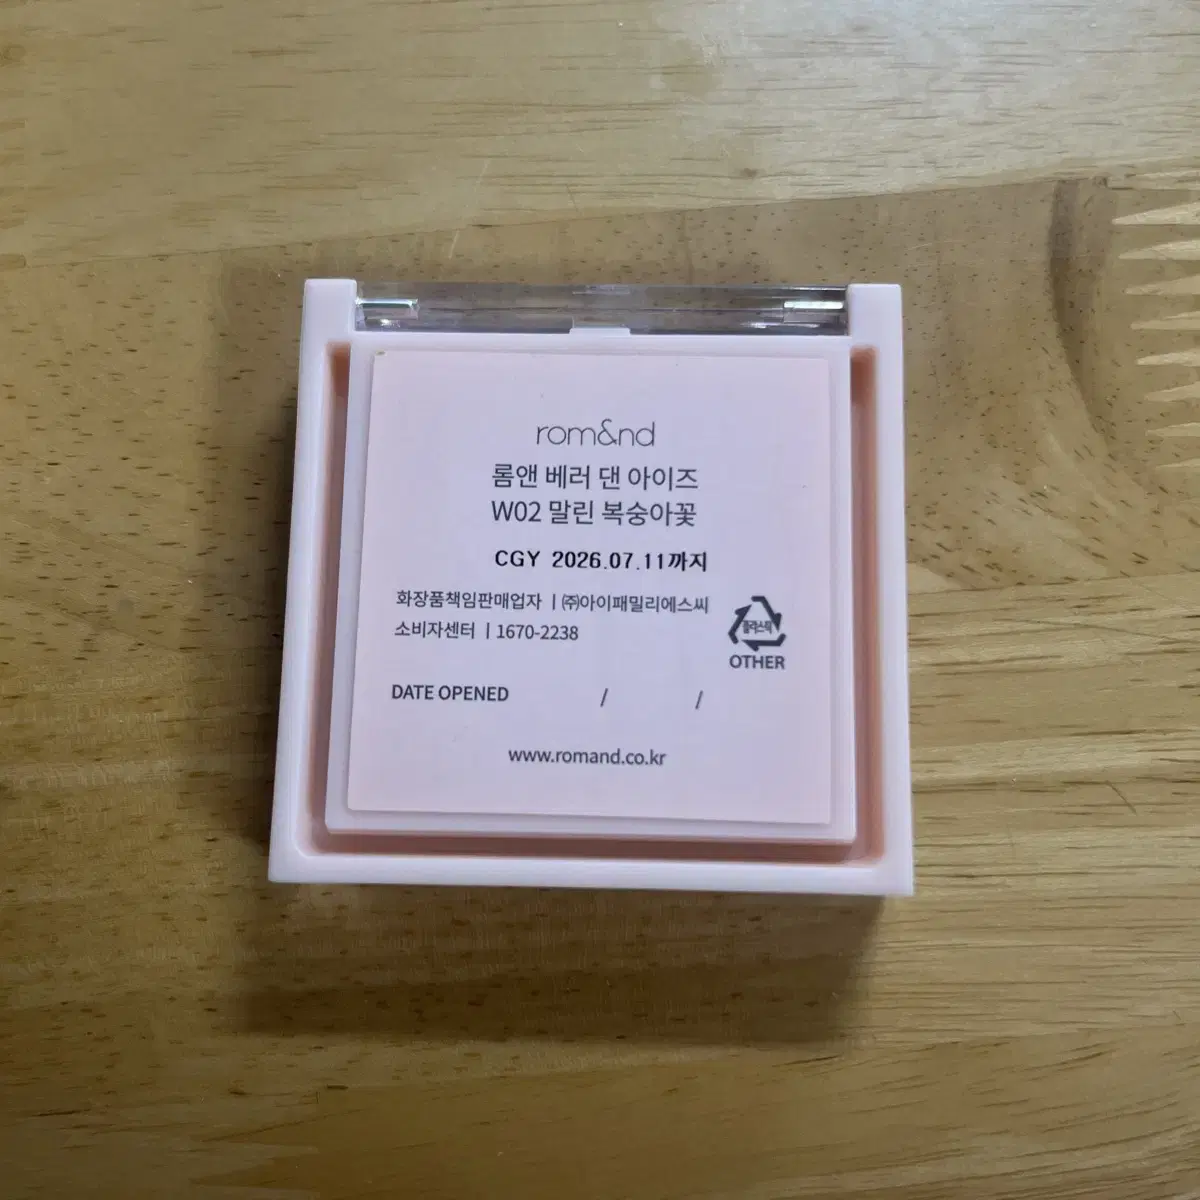 rom&nd
롬앤 베러 댄 아이즈
W02 말린 복숭아꽃
CGY 2026.07.11까지
화장품책임판매업자 ㅣ㈜아이패밀리에스씨
소비자센터 ㅣ1670-2238
플라스틱
OTHER
DATE OPENED / /
www.romand.co.kr